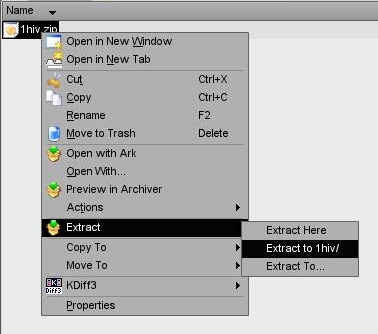 Name
1hiv.zip
Open in New Window
Open in New Tab
Cut Ctrl+X
Copy Ctrl+C
Rename F2
Move to Trash Delete
Open with Ark
Open With...
Preview in Archiver
Actions
Extract
Extract Here
Extract to 1hiv/
Extract To...
Copy To
Move To
KDiff3
Properties